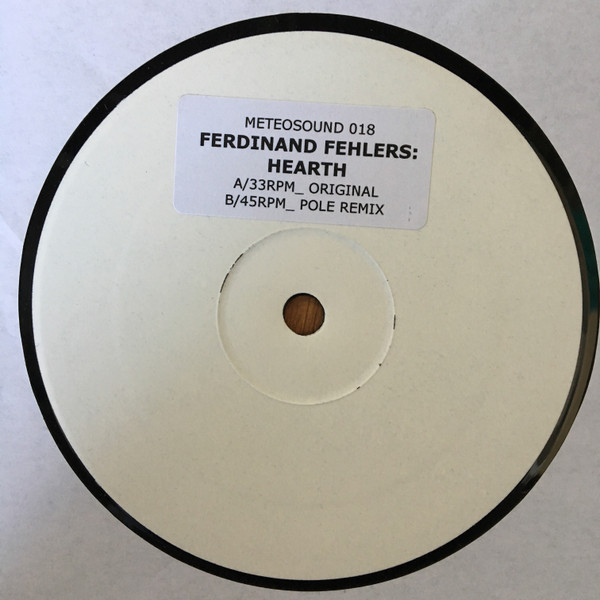 METEOSOUND 018
FERDINAND FEHLERS:
HEARTH
A/33RPM_ ORIGINAL
B/45RPM_ POLE REMIX